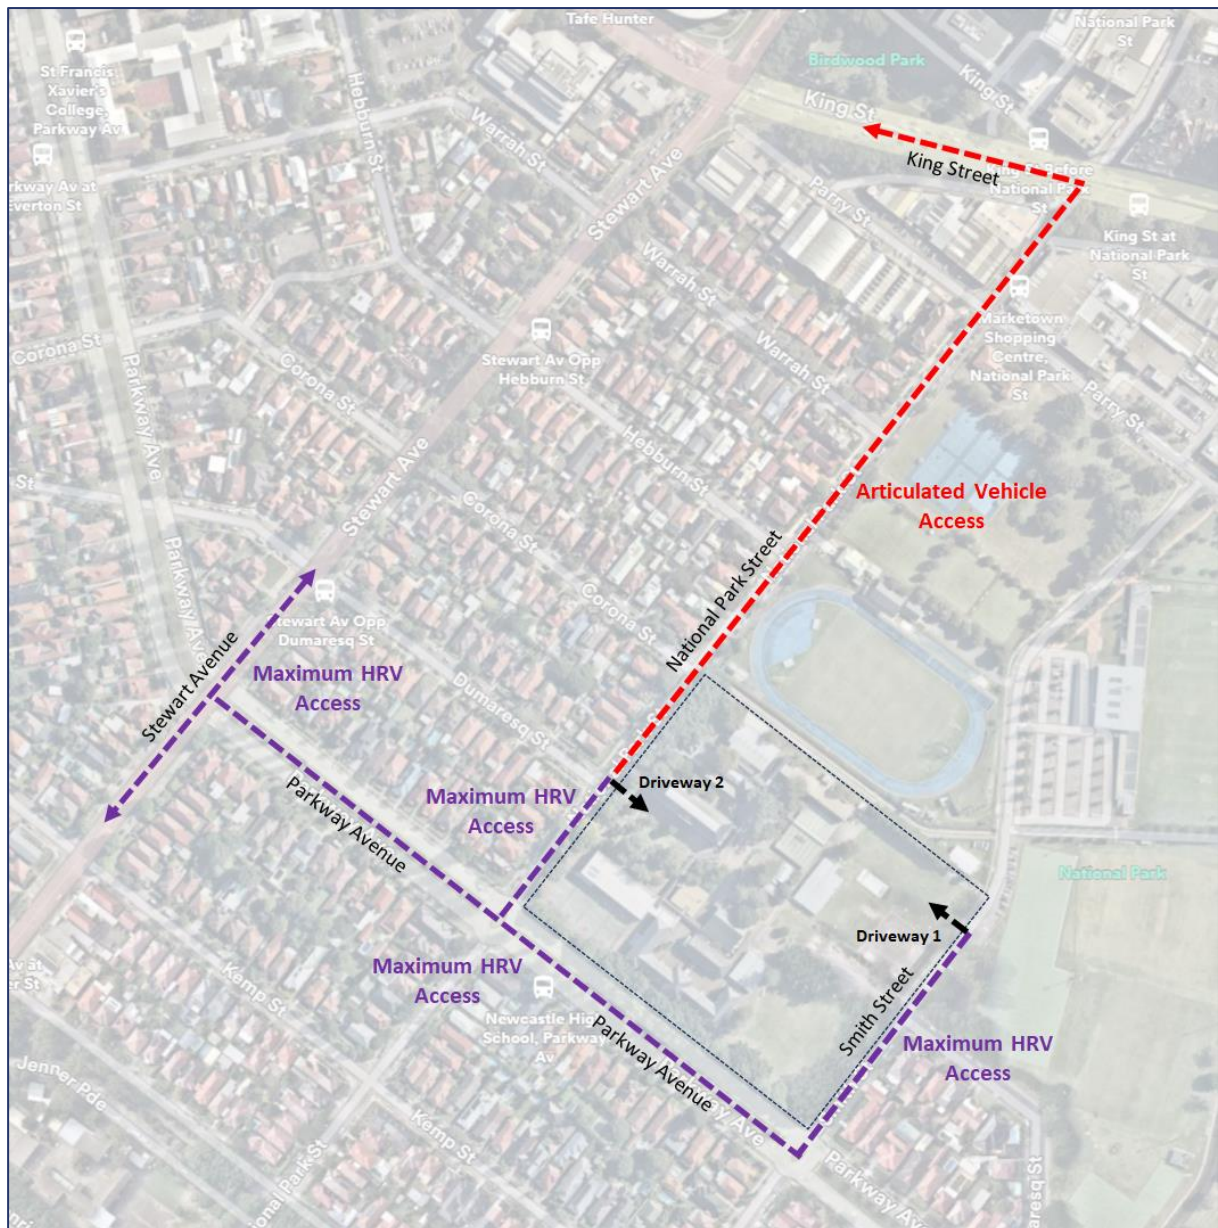 Tafe Hunter
National Park
St
St Francis
Xavier's
College,
Parkway Av
Birdwood Park
King St
King St
Hebburn St
Warrah St
Stewart Ave
King Street
National Park
St
Parkway Av at
Everton St
Parry St
King St at
National Park
St
Warrah St
Marketown
Shopping
Centre,
National Park
St
Corona St
Parkway Ave
Stewart Av Opp
Hebburn St
Corona St
Warrah St
Parry St
Stewart Ave
Hebburn St
Articulated Vehicle
Access
Corona St
Parkway Ave
National Park Street
Corona St
Stewart Av Opp
Dumaresq St
Stewart Avenue
Maximum HRV
Access
Dumaresq St
Driveway 2
Maximum HRV
Access
Parkway Avenue
National Park
Driveway 1
Maximum HRV
Access
Kemp St
Newcastle High
School, Parkway
Av
Smith Street
Parkway Avenue
Maximum HRV
Access
Jenner Pde
Kemp St
Parkway Ave